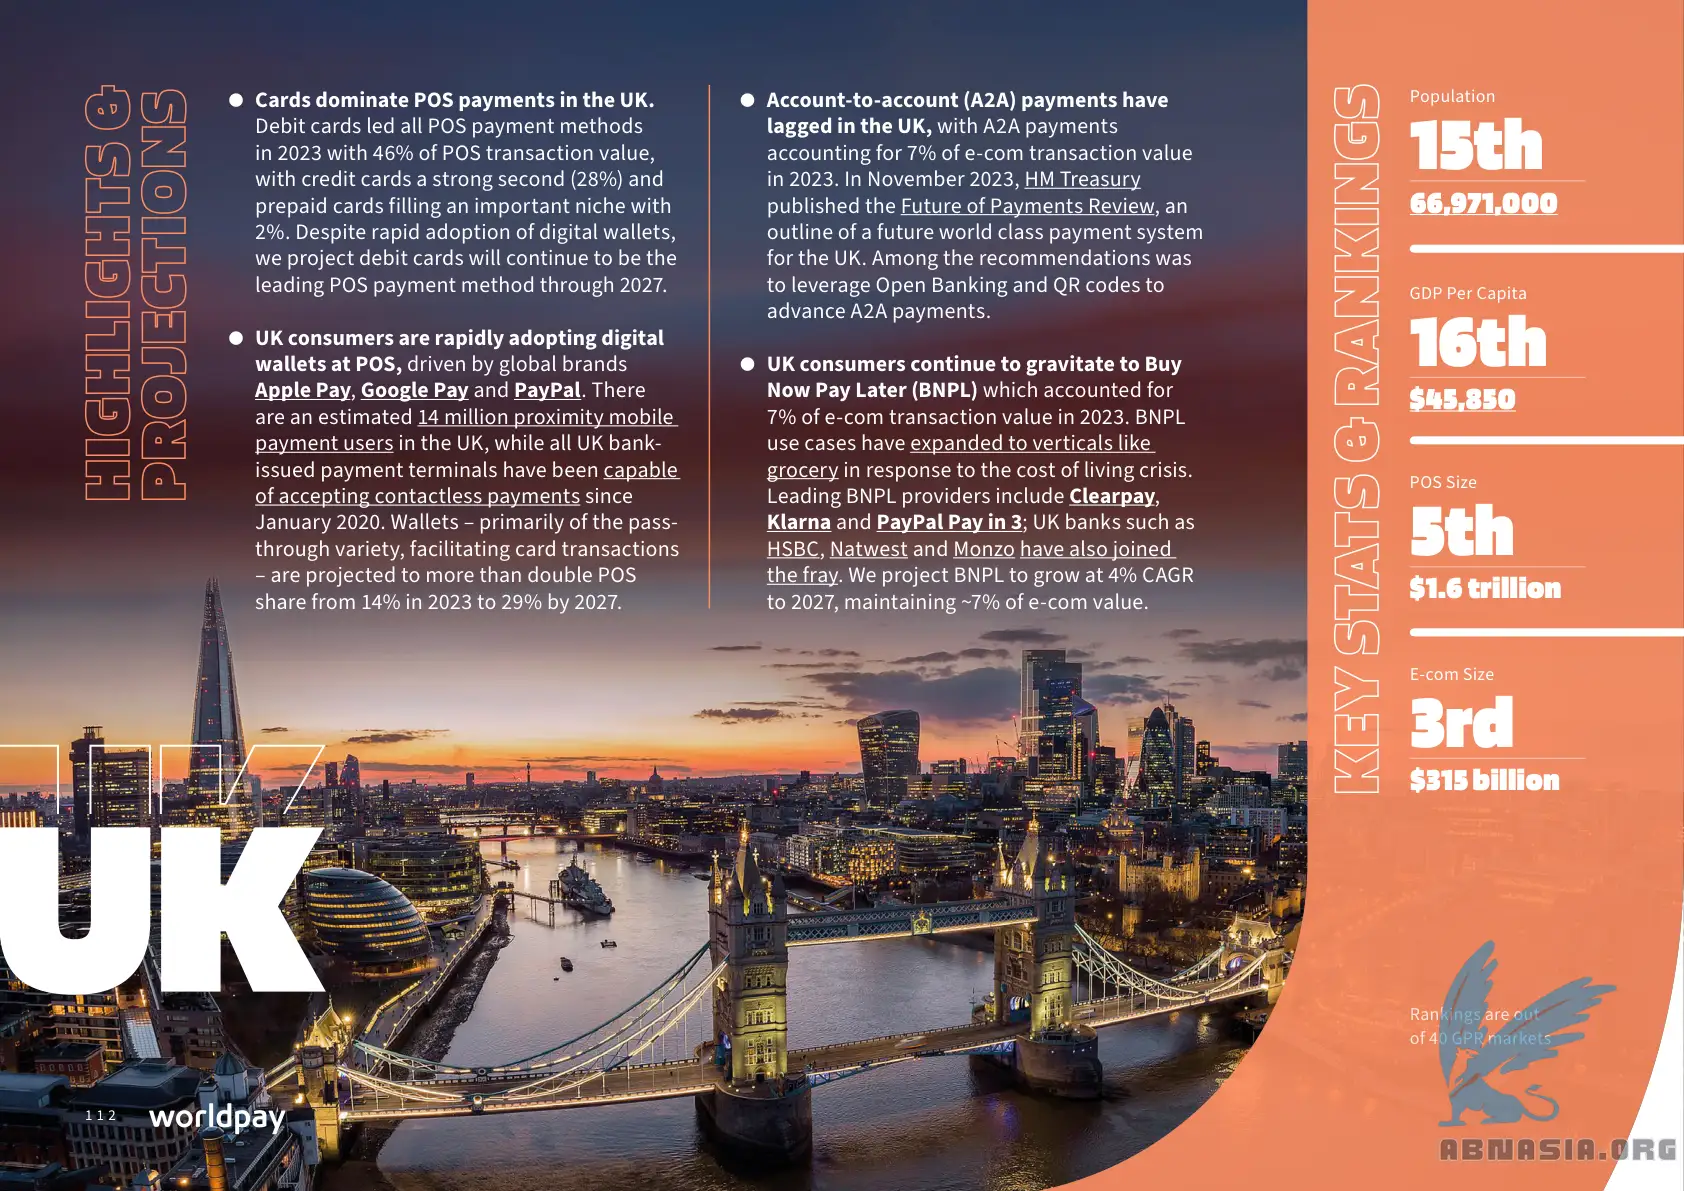 HIGHLIGHTS &
PROJECTIONS
● Cards dominate POS payments in the UK.
Debit cards led all POS payment methods
in 2023 with 46% of POS transaction value,
with credit cards a strong second (28%) and
prepaid cards filling an important niche with
2%. Despite rapid adoption of digital wallets,
we project debit cards will continue to be the
leading POS payment method through 2027.
● UK consumers are rapidly adopting digital
wallets at POS, driven by global brands
Apple Pay, Google Pay and PayPal. There
are an estimated 14 million proximity mobile
payment users in the UK, while all UK bank-
issued payment terminals have been capable
of accepting contactless payments since
January 2020. Wallets – primarily of the pass-
through variety, facilitating card transactions
– are projected to more than double POS
share from 14% in 2023 to 29% by 2027.
● Account-to-account (A2A) payments have
lagged in the UK, with A2A payments
accounting for 7% of e-com transaction value
in 2023. In November 2023, HM Treasury
published the Future of Payments Review, an
outline of a future world class payment system
for the UK. Among the recommendations was
to leverage Open Banking and QR codes to
advance A2A payments.
● UK consumers continue to gravitate to Buy
Now Pay Later (BNPL) which accounted for
7% of e-com transaction value in 2023. BNPL
use cases have expanded to verticals like
grocery in response to the cost of living crisis.
Leading BNPL providers include Clearpay,
Klarna and PayPal Pay in 3; UK banks such as
HSBC, Natwest and Monzo have also joined
the fray. We project BNPL to grow at 4% CAGR
to 2027, maintaining ~7% of e-com value.
KEY STATS & RANKINGS
Population
15th
66,971,000
GDP Per Capita
16th
$45,850
POS Size
5th
$1.6 trillion
E-com Size
3rd
$315 billion
Rankings are out
of 40 GPR markets
UK
UK
112
worldpay
ABNASIA.ORG